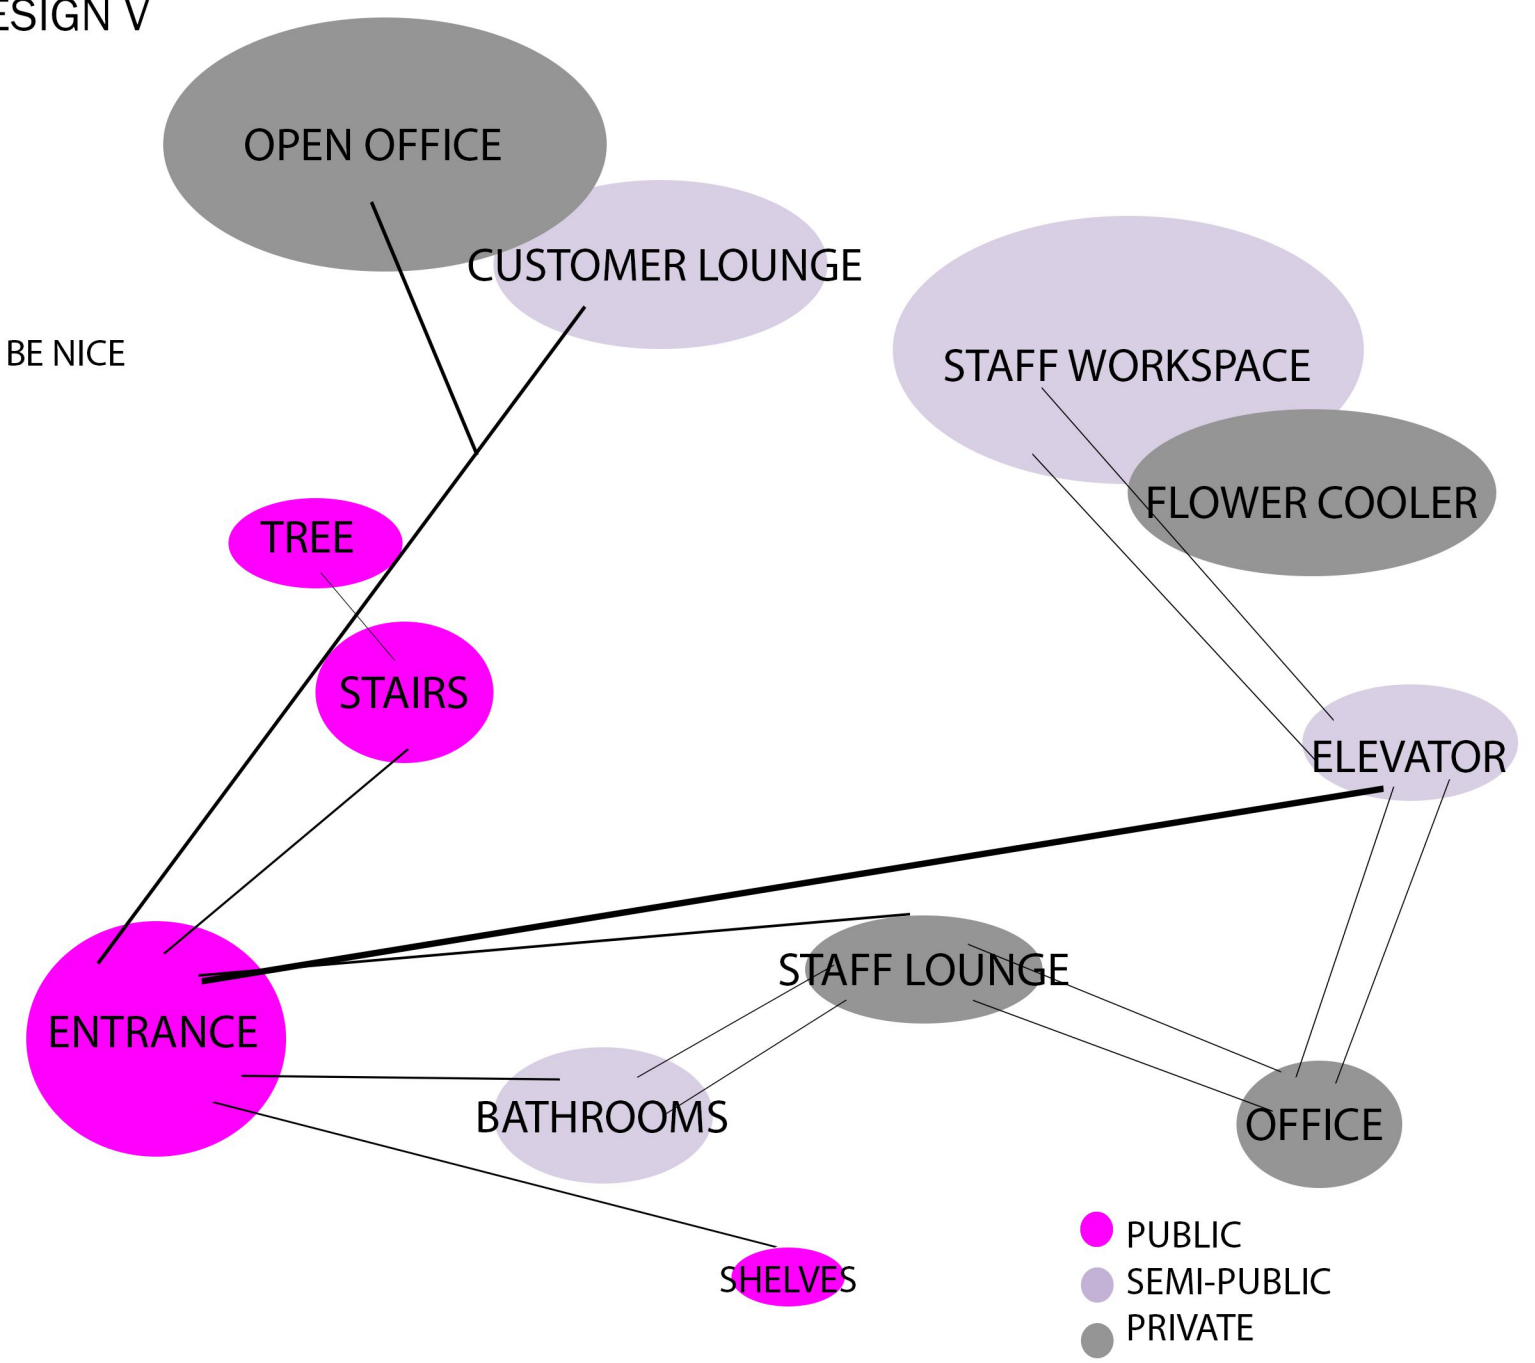 ESIGN V
OPEN OFFICE
CUSTOMER LOUNGE
BE NICE
STAFF WORKSPACE
FLOWER COOLER
TREE
STAIRS
ELEVATOR
STAFF LOUNGE
ENTRANCE
BATHROOMS
OFFICE
SHELVES
PUBLIC
SEMI-PUBLIC
PRIVATE